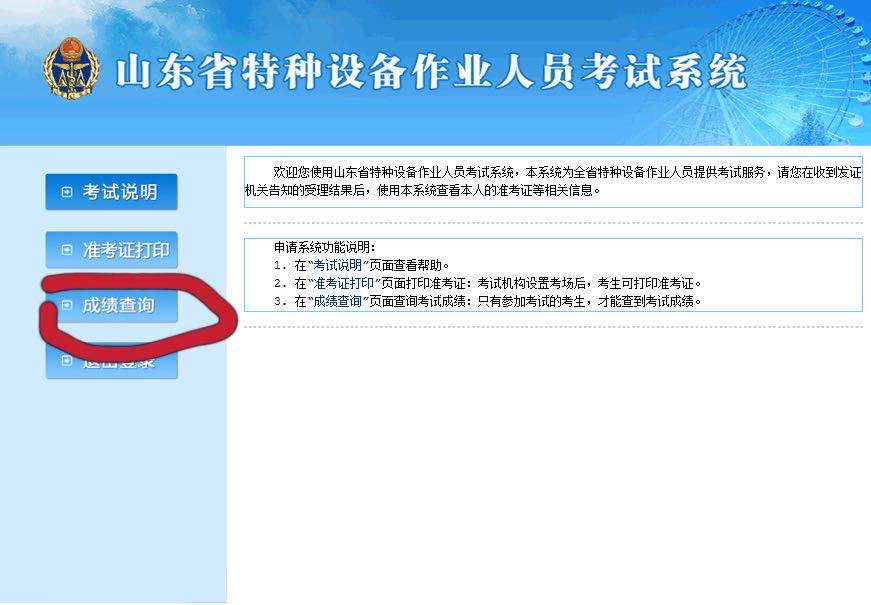 山东省特种设备作业人员考试系统
考试说明
准考证打印
成绩查询
退出登录
欢迎您使用山东省特种设备作业人员考试系统，本系统为全省特种设备作业人员提供考试服务，请您在收到发证
机关告知的受理结果后，使用本系统查看本人的准考证等相关信息。
申请系统功能说明：
1. 在“考试说明”页面查看帮助。
2. 在“准考证打印”页面打印准考证：考试机构设置考场后，考生可打印准考证。
3. 在“成绩查询”页面查询考试成绩：只有参加考试的考生，才能查到考试成绩。